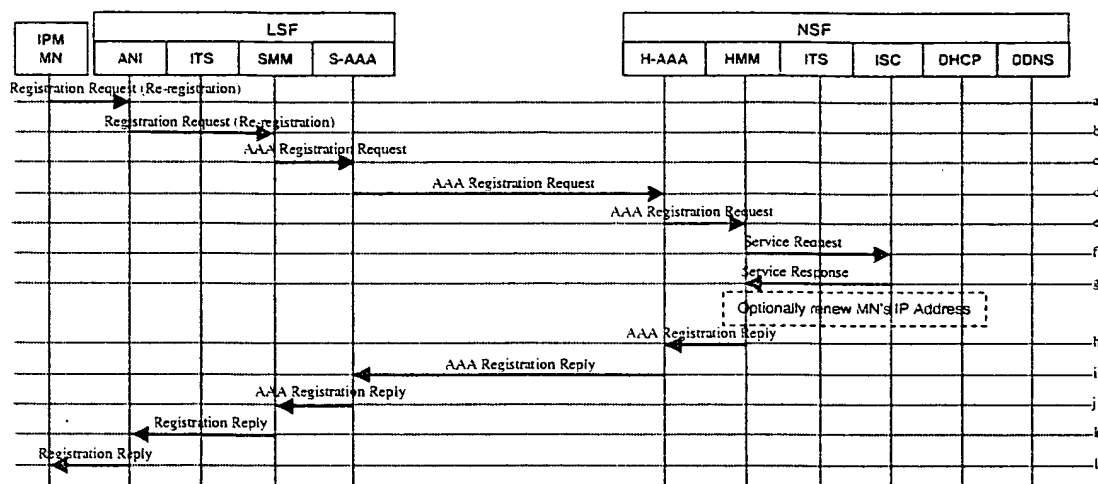 IPM
MN
LSF
NSF
ANI
ITS
SMM
S-AAA
H-AAA
HMM
ITS
ISC
DHCP
DDNS
Registration Request (Re-registration)
a
Registration Request (Re-registration)
b
AAA Registration Request
c
AAA Registration Request
d
AAA Registration Request
e
Service Request
f
Service Response
g
Optionally renew MN's IP Address
AAA Registration Reply
h
AAA Registration Reply
i
AAA Registration Reply
j
Registration Reply
k
Registration Reply
l